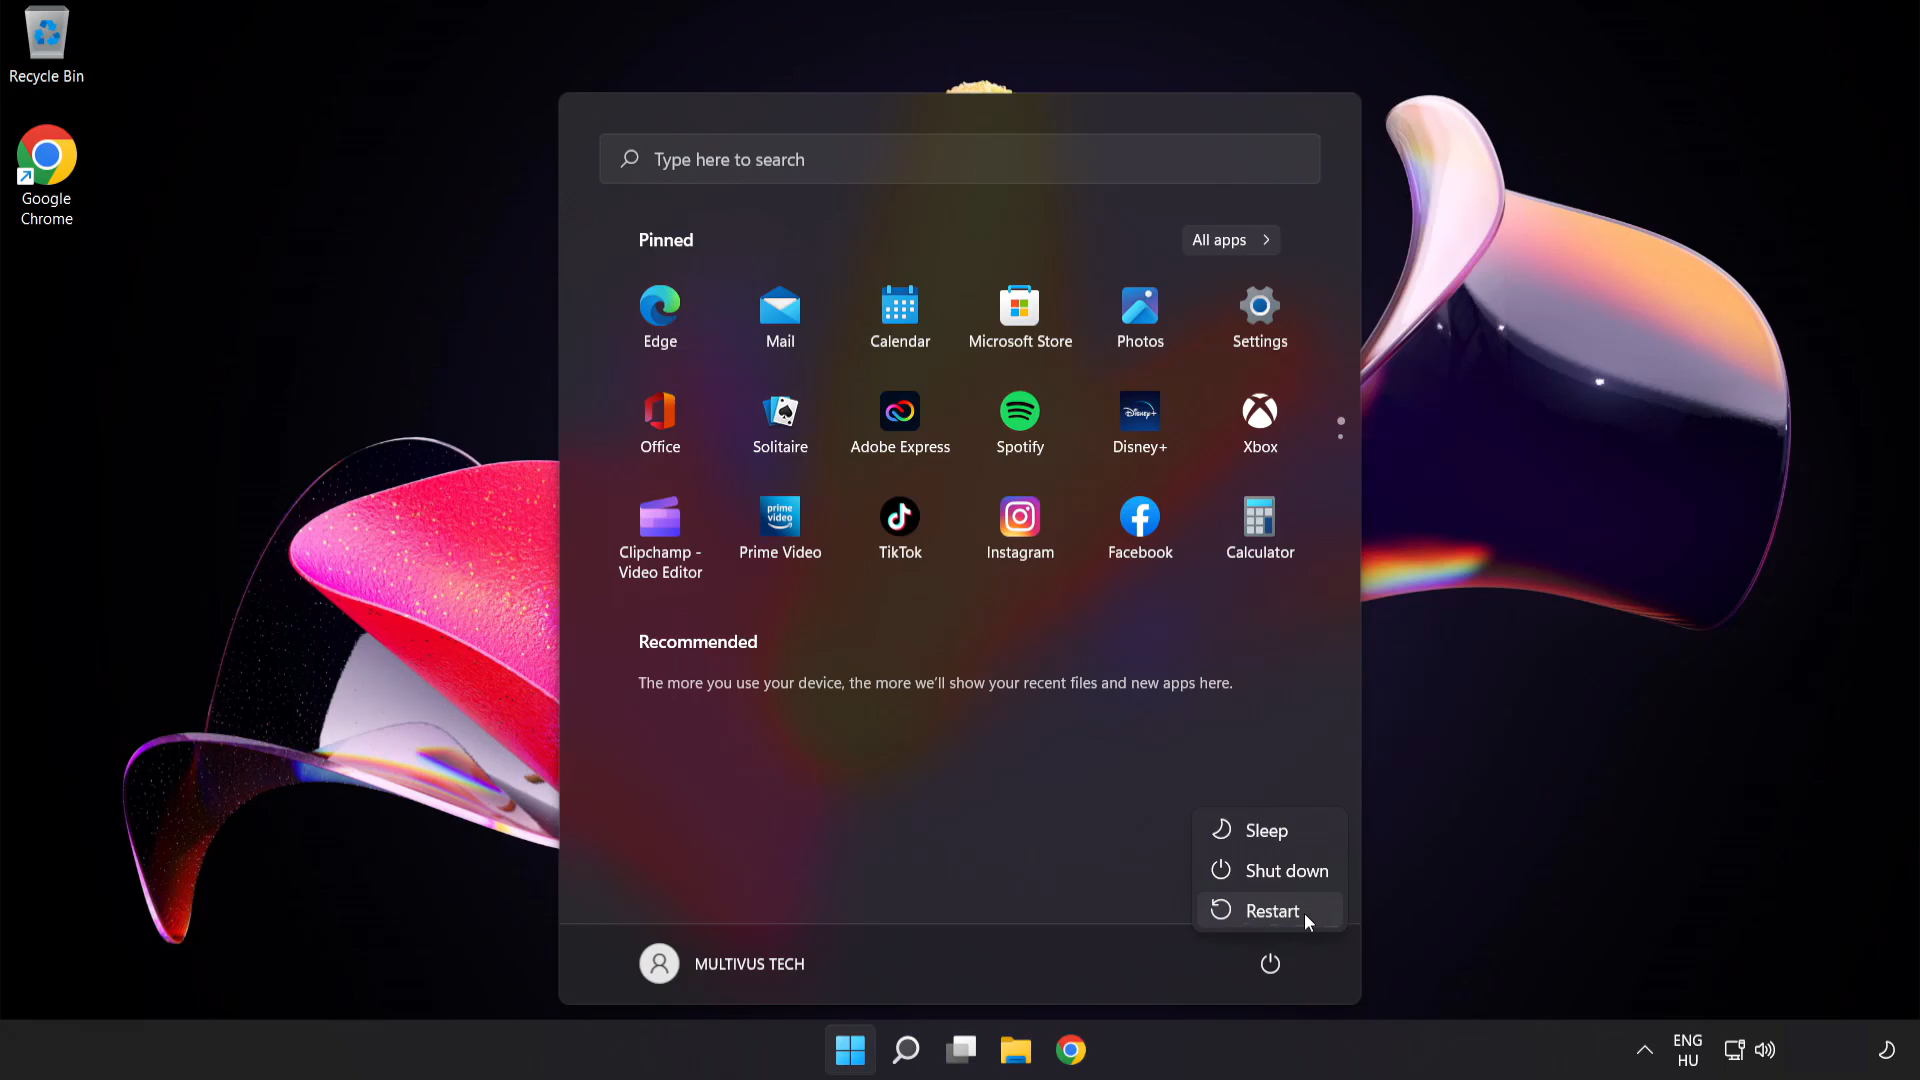 Recycle Bin
Google
Chrome
Type here to search
Pinned
All apps
Edge
Mail
Calendar
Microsoft Store
Photos
Settings
Office
Solitaire
Adobe Express
Spotify
Disney+
Disney+
Xbox
prime
video
Clipchamp -
Video Editor
Prime Video
TikTok
Instagram
Facebook
Calculator
Recommended
The more you use your device, the more we'll show your recent files and new apps here.
Sleep
Shut down
Restart
MULTIVUS TECH
ENG
HU